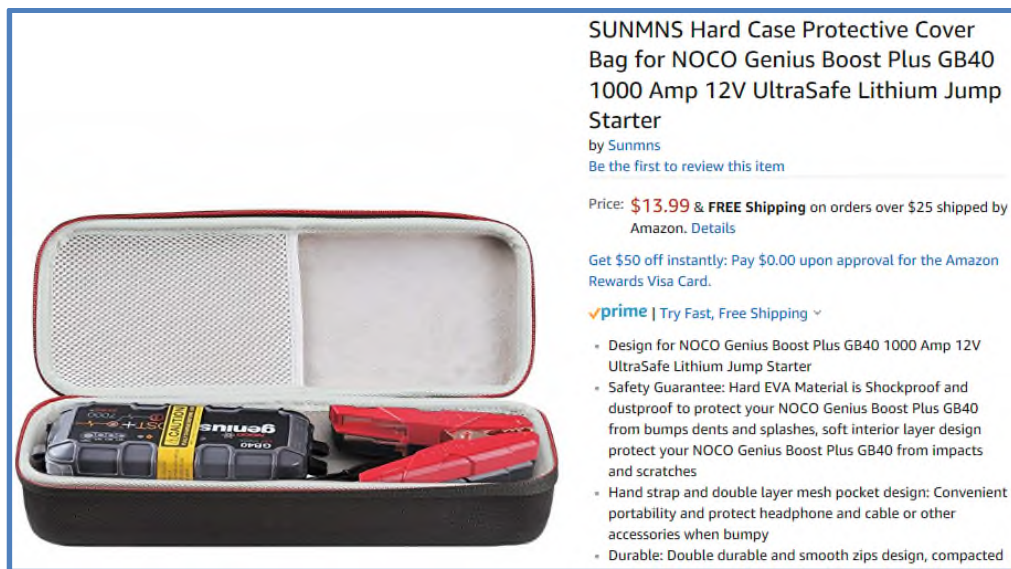 SUNMNS Hard Case Protective Cover
Bag for NOCO Genius Boost Plus GB40
1000 Amp 12V UltraSafe Lithium Jump
Starter
by Sunmns
Be the first to review this item
Price: $13.99 & FREE Shipping on orders over $25 shipped by
Amazon. Details
Get $50 off instantly: Pay $0.00 upon approval for the Amazon
Rewards Visa Card.
prime | Try Fast, Free Shipping
Design for NOCO Genius Boost Plus GB40 1000 Amp 12V
UltraSafe Lithium Jump Starter
Safety Guarantee: Hard EVA Material is Shockproof and
dustproof to protect your NOCO Genius Boost Plus GB40
from bumps dents and splashes, soft interior layer design
protect your NOCO Genius Boost Plus GB40 from impacts
and scratches
Hand strap and double layer mesh pocket design: Convenient
portability and protect headphone and cable or other
accessories when bumpy
Durable: Double durable and smooth zips design, compacted
genius
GB40